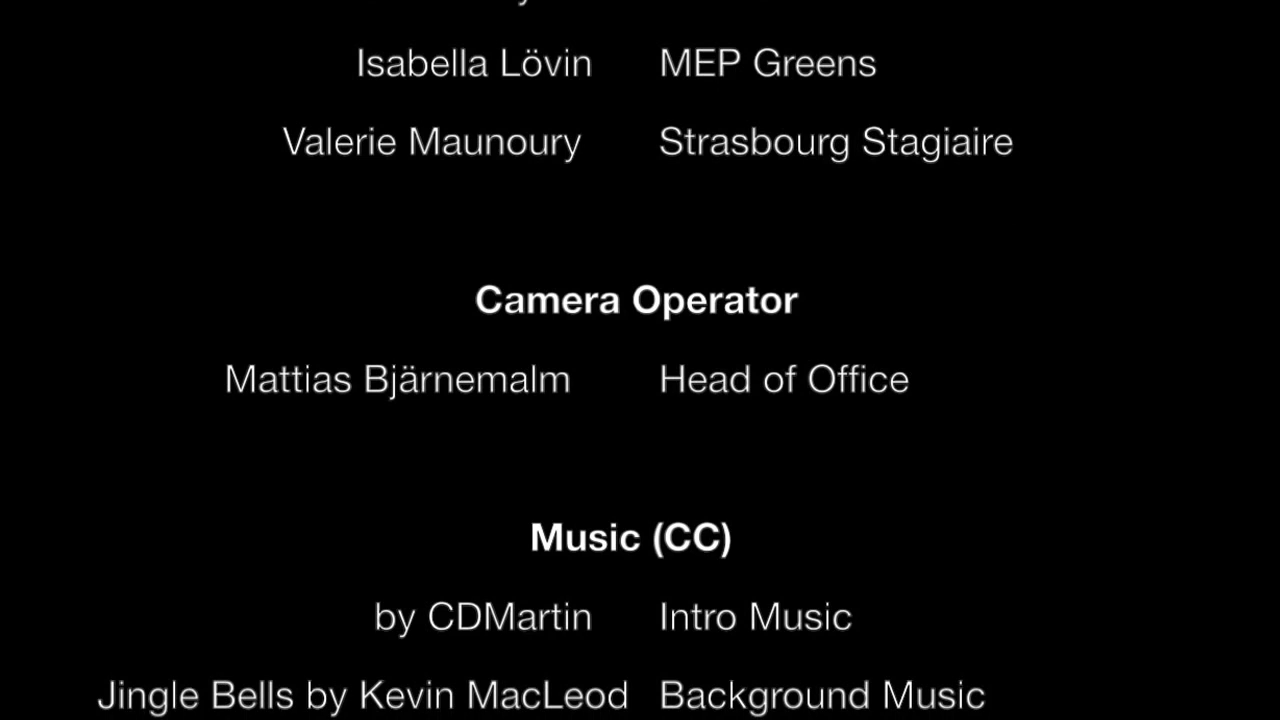 Isabella Lövin MEP Greens
Valerie Maunoury Strasbourg Stagiaire
Camera Operator
Mattias Bjärnemalm Head of Office
Music (CC)
by CDMartin Intro Music
Jingle Bells by Kevin MacLeod Background Music